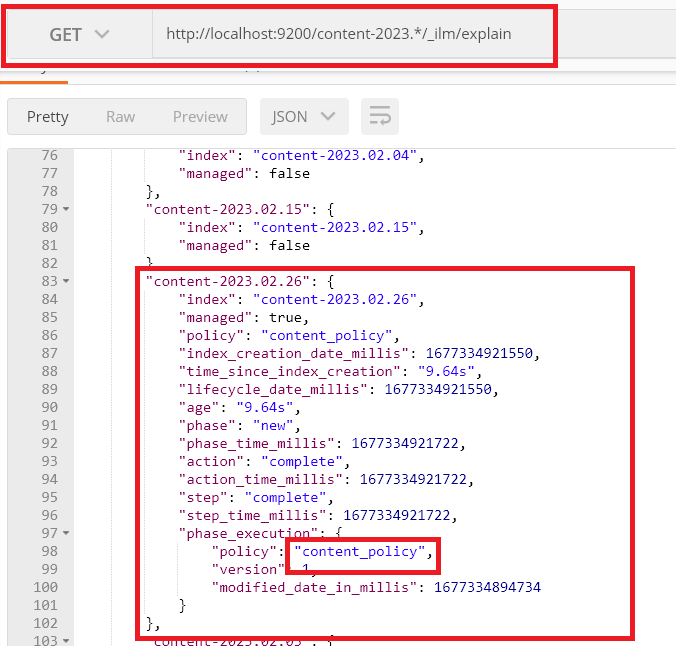 GET http://localhost:9200/content-2023.*/_ilm/explain
Pretty Raw Preview JSON
76 "index": "content-2023.02.04",
77 "managed": false
78 },
79 "content-2023.02.15": {
80 "index": "content-2023.02.15",
81 "managed": false
82 }
83 "content-2023.02.26": {
84 "index": "content-2023.02.26",
85 "managed": true,
86 "policy": "content_policy",
87 "index_creation_date_millis": 1677334921550,
88 "time_since_index_creation": "9.64s",
89 "lifecycle_date_millis": 1677334921550,
90 "age": "9.64s",
91 "phase": "new",
92 "phase_time_millis": 1677334921722,
93 "action": "complete",
94 "action_time_millis": 1677334921722,
95 "step": "complete",
96 "step_time_millis": 1677334921722,
97 "phase_execution": {
98 "policy": "content_policy",
99 "version": 1,
100 "modified_date_in_millis": 1677334894734
101 }
102 },
103 "content-2023.02.05": {